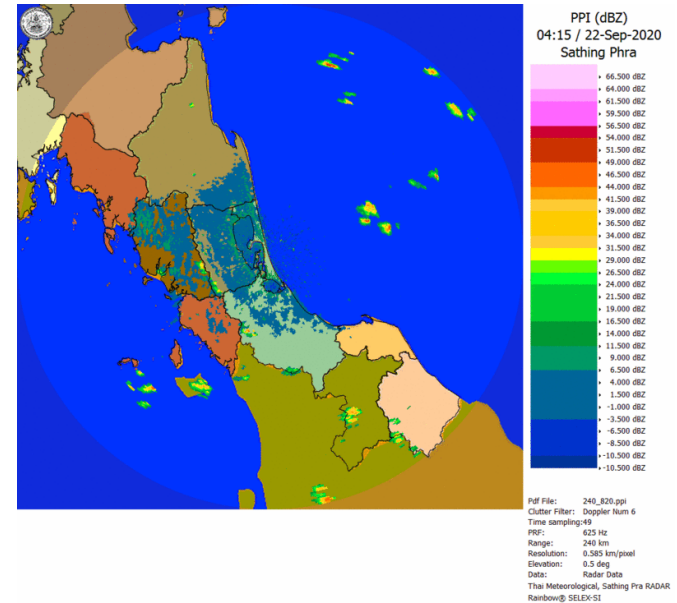 PPI (dBZ)
04:15 / 22-Sep-2020
Sathing Phra
66.500 dBZ
64.000 dBZ
61.500 dBZ
59.500 dBZ
56.500 dBZ
54.000 dBZ
51.500 dBZ
49.000 dBZ
46.500 dBZ
44.000 dBZ
41.500 dBZ
39.000 dBZ
36.500 dBZ
34.000 dBZ
31.500 dBZ
29.000 dBZ
26.500 dBZ
24.000 dBZ
21.500 dBZ
19.000 dBZ
16.500 dBZ
14.000 dBZ
11.500 dBZ
9.000 dBZ
6.500 dBZ
4.000 dBZ
1.500 dBZ
-1.000 dBZ
-3.500 dBZ
-6.500 dBZ
-8.500 dBZ
-10.500 dBZ
-10.500 dBZ
Pdf File: 240_820.ppi
Clutter Filter: Doppler Num 6
Time sampling:49
PRF: 625 Hz
Range: 240 km
Resolution: 0.585 km/pixel
Elevation: 0.5 deg
Data: Radar Data
Thai Meteorological, Sathing Pra RADAR
Rainbow® SELEX-SI